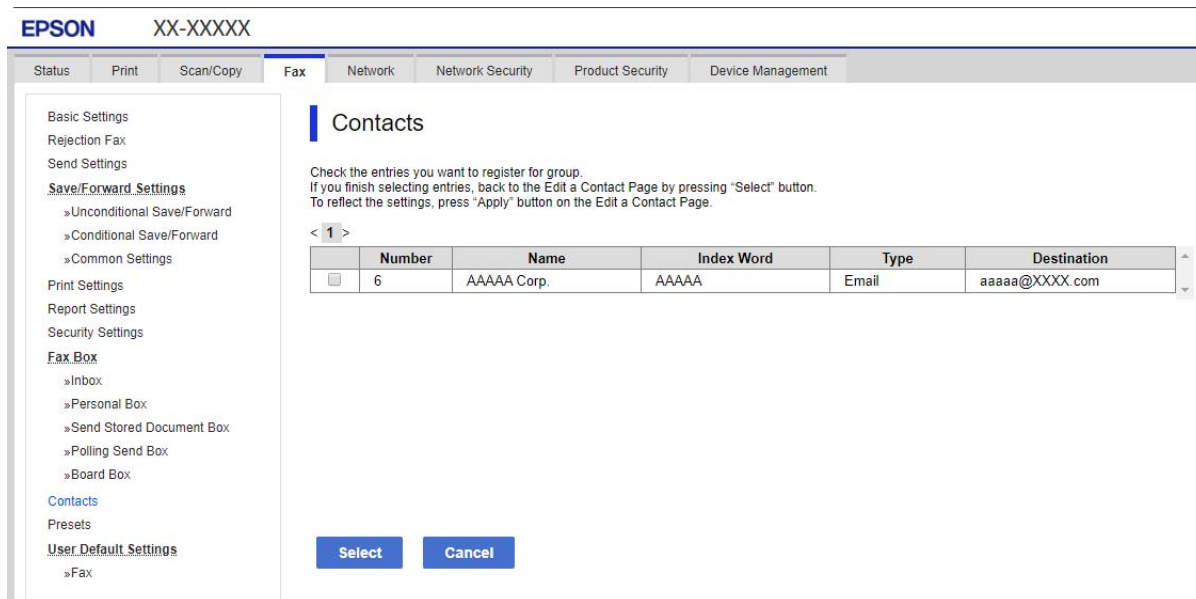 EPSON XX-XXXXX
Status Print Scan/Copy Fax Network Network Security Product Security Device Management
Basic Settings
Rejection Fax
Send Settings
Save/Forward Settings
»Unconditional Save/Forward
»Conditional Save/Forward
»Common Settings
Print Settings
Report Settings
Security Settings
Fax Box
»Inbox
»Personal Box
»Send Stored Document Box
»Polling Send Box
»Board Box
Contacts
Presets
User Default Settings
»Fax
Contacts
Check the entries you want to register for group.
If you finish selecting entries, back to the Edit a Contact Page by pressing “Select” button.
To reflect the settings, press “Apply” button on the Edit a Contact Page.
< 1 >
Number Name Index Word Type Destination
6 AAAAA Corp. AAAAA Email aaaaa@XXXX.com
Select Cancel